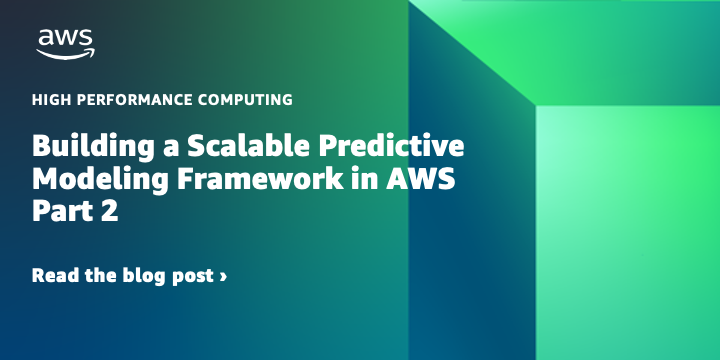 aws
HIGH PERFORMANCE COMPUTING
Building a Scalable Predictive
Modeling Framework in AWS
Part 2
Read the blog post ›